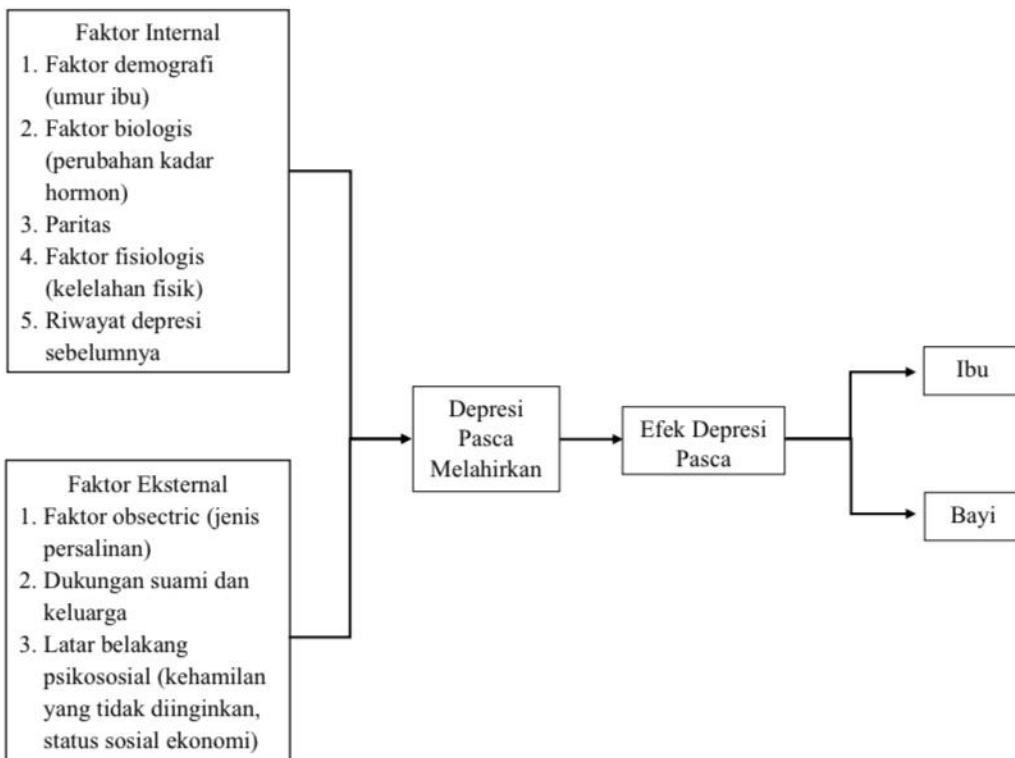 Faktor Internal
1. Faktor demografi
(umur ibu)
2. Faktor biologis
(perubahan kadar
hormon)
3. Paritas
4. Faktor fisiologis
(kelelahan fisik)
5. Riwayat depresi
sebelumnya
Faktor Eksternal
1. Faktor obsectric (jenis
persalinan)
2. Dukungan suami dan
keluarga
3. Latar belakang
psikososial (kehamilan
yang tidak diinginkan,
status sosial ekonomi)
Depresi
Pasca
Melahirkan
Efek Depresi
Pasca
Ibu
Bayi